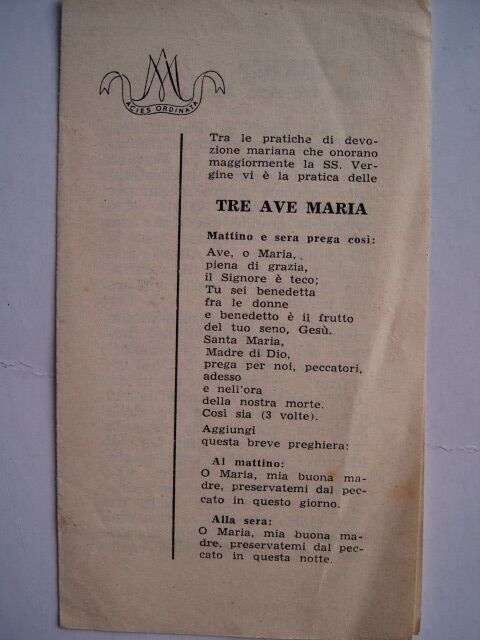 ACIES ORDINATA
Tra le pratiche di devo-
zione mariana che onorano
maggiormente la SS. Ver-
gine vi è la pratica delle
TRE AVE MARIA
Mattino e sera prega così:
Ave, o Maria,
piena di grazia,
il Signore è teco;
Tu sei benedetta
fra le donne
e benedetto è il frutto
del tuo seno, Gesù.
Santa Maria,
Madre di Dio,
prega per noi, peccatori,
adesso
e nell'ora
della nostra morte.
Così sia (3 volte).
Aggiungi
questa breve preghiera:
Al mattino:
O Maria, mia buona ma-
dre, preservatemi dal pec-
cato in questo giorno.
Alla sera:
O Maria, mia buona ma-
dre, preservatemi dal pec-
cato in questa notte.